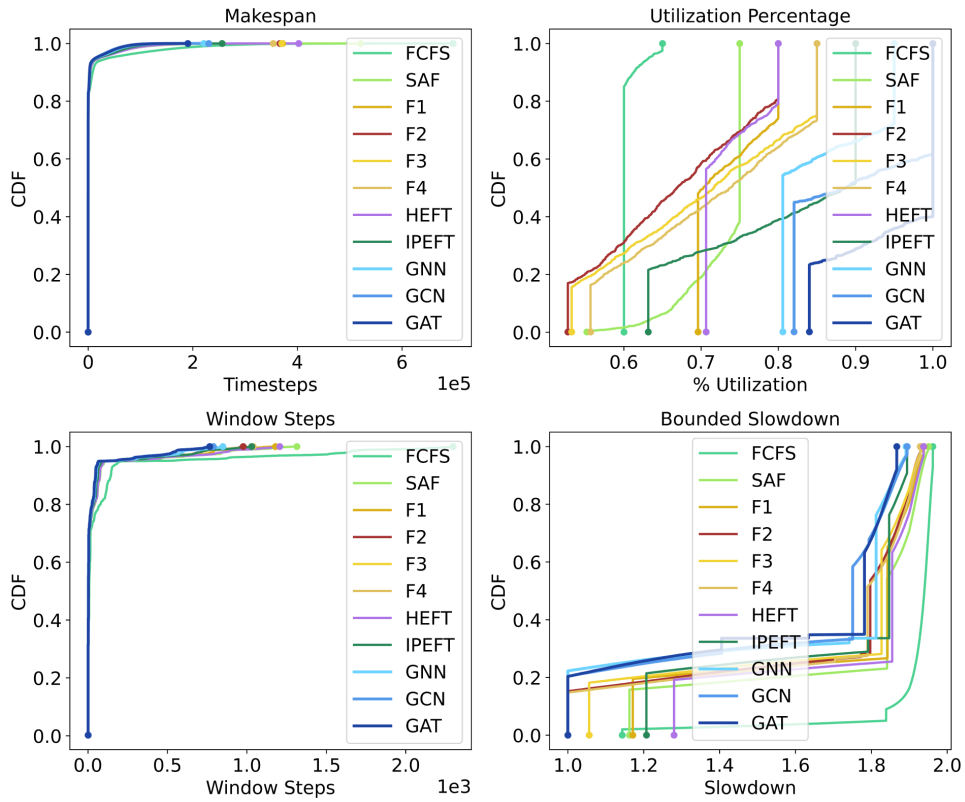 Makespan
CDF
1.0
0.8
0.6
0.4
0.2
0.0
FCFS
SAF
F1
F2
F3
F4
HEFT
IPEFT
GNN
GCN
GAT
0 2 4 6
Timesteps
1e5
Utilization Percentage
CDF
1.0
0.8
0.6
0.4
0.2
0.0
FCFS
SAF
F1
F2
F3
F4
HEFT
IPEFT
GNN
GCN
GAT
0.6 0.7 0.8 0.9 1.0
% Utilization
Window Steps
CDF
1.0
0.8
0.6
0.4
0.2
0.0
FCFS
SAF
F1
F2
F3
F4
HEFT
IPEFT
GNN
GCN
GAT
0.0 0.5 1.0 1.5 2.0
Window Steps
1e3
Bounded Slowdown
CDF
1.0
0.8
0.6
0.4
0.2
0.0
FCFS
SAF
F1
F2
F3
F4
HEFT
IPEFT
GNN
GCN
GAT
1.0 1.2 1.4 1.6 1.8 2.0
Slowdown